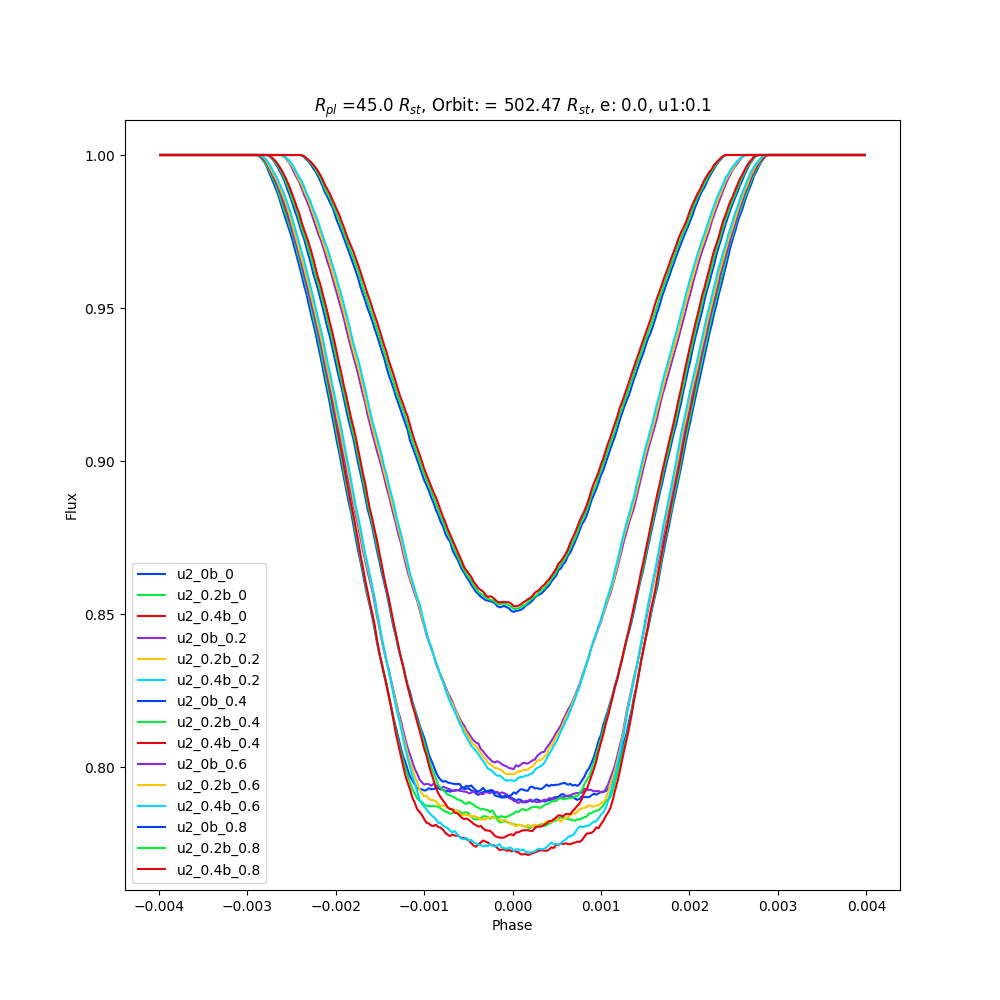 R_pl =45.0 R_st, Orbit: = 502.47 R_st, e: 0.0, u1:0.1
1.00
0.95
0.90
0.85
0.80
Flux
u2_0b_0
u2_0.2b_0
u2_0.4b_0
u2_0b_0.2
u2_0.2b_0.2
u2_0.4b_0.2
u2_0b_0.4
u2_0.2b_0.4
u2_0.4b_0.4
u2_0b_0.6
u2_0.2b_0.6
u2_0.4b_0.6
u2_0b_0.8
u2_0.2b_0.8
u2_0.4b_0.8
−0.004 −0.003 −0.002 −0.001 0.000 0.001 0.002 0.003 0.004
Phase